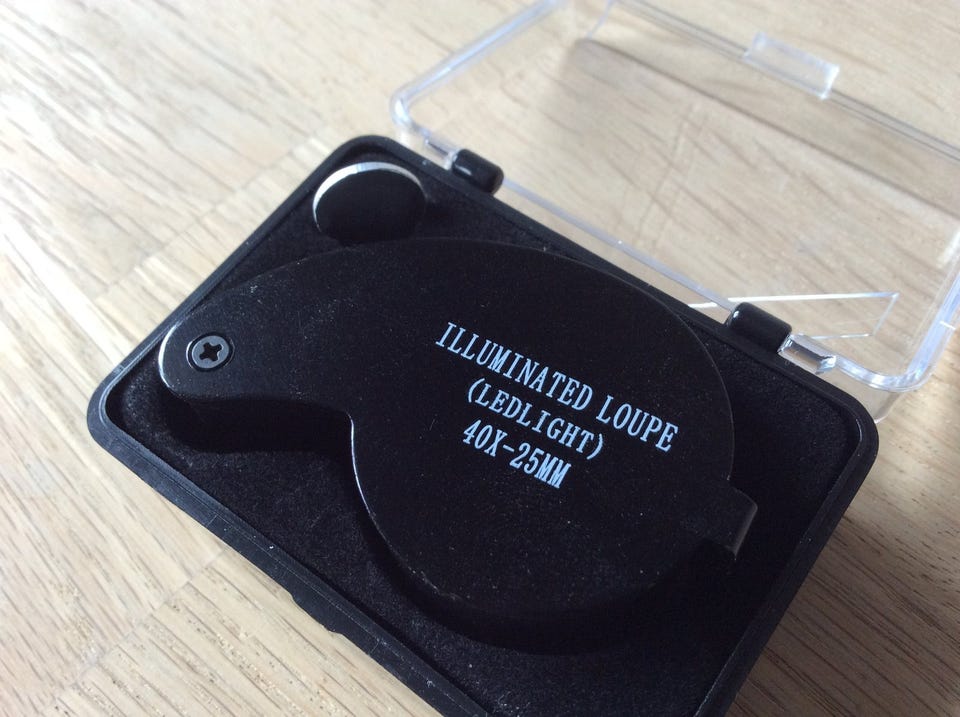 ILLUMINATED LOUPE
(LEDLIGHT)
40X-25MM